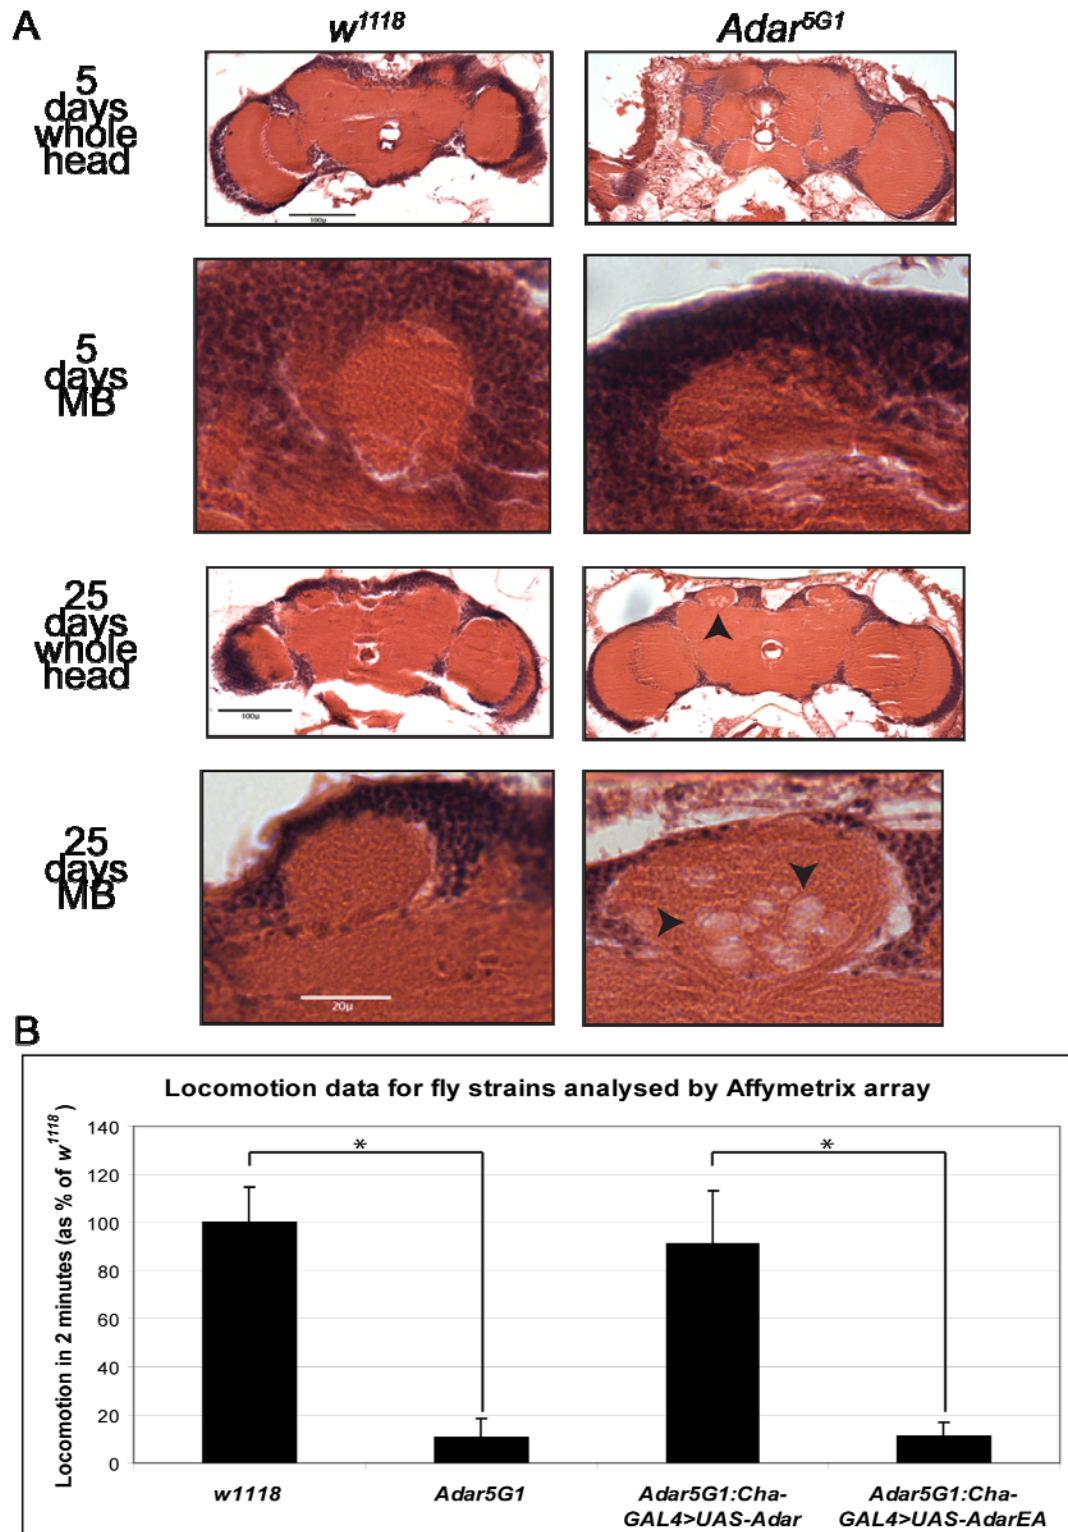 A
w1118
Adar5G1
5
days
whole
head
100µ
5
days
MB
25
days
whole
head
100µ
25
days
MB
20µ
B
Locomotion data for fly strains analysed by Affymetrix array
Locomotion in 2 minutes (as % of w1118)
140
120
100
80
60
40
20
0
*
*
w1118
Adar5G1
Adar5G1:Cha-
GAL4>UAS-Adar
Adar5G1:Cha-
GAL4>UAS-AdarEA